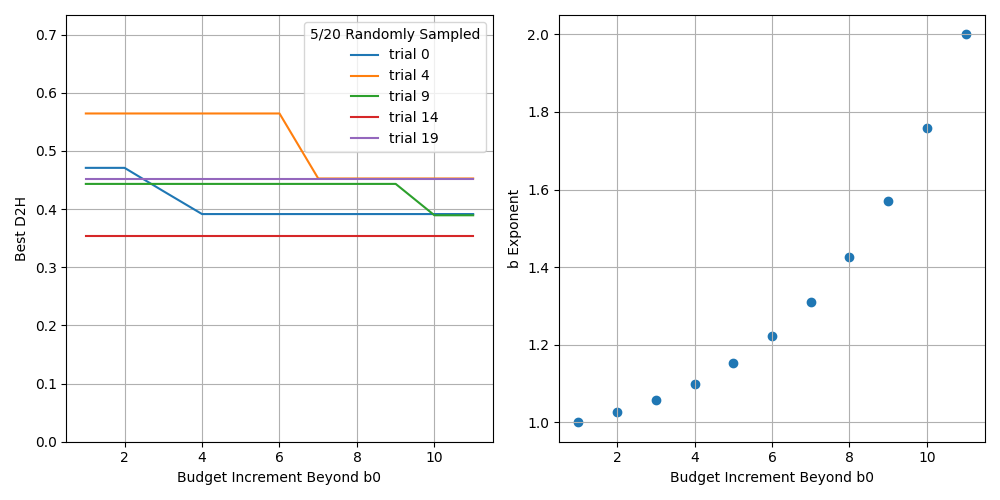 5/20 Randomly Sampled
trial 0
trial 4
trial 9
trial 14
trial 19
0.7
0.6
0.5
0.4
0.3
0.2
0.1
0.0
Best D2H
2 4 6 8 10
Budget Increment Beyond b0
2.0
1.8
1.6
1.4
1.2
1.0
b Exponent
2 4 6 8 10
Budget Increment Beyond b0